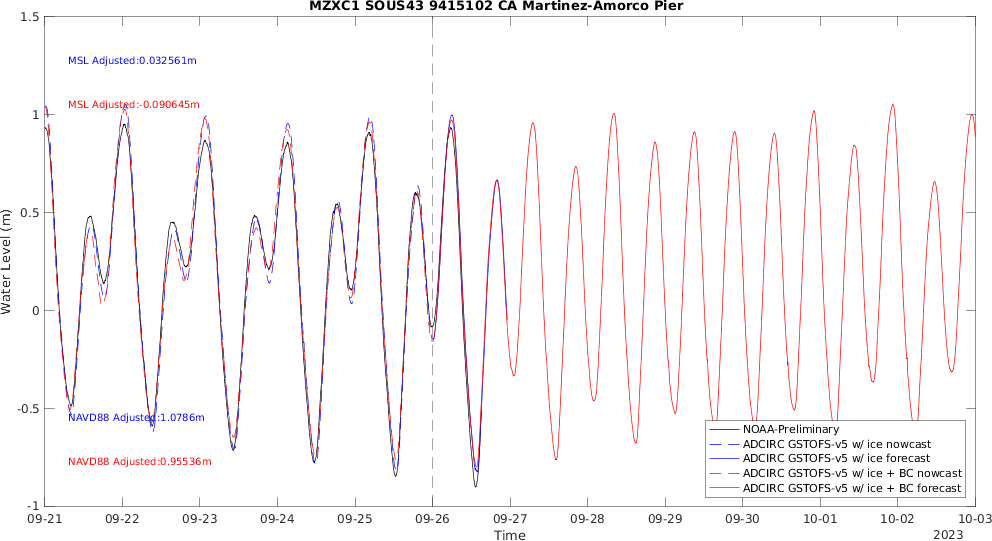 MZXC1 SOUS43 9415102 CA Martinez-Amorco Pier
1.5
MSL Adjusted:0.032561m
MSL Adjusted:-0.090645m
1
0.5
Water Level (m)
0
-0.5
NAVD88 Adjusted:1.0786m
NAVD88 Adjusted:0.95536m
-1
NOAA-Preliminary
ADCIRC GSTOFS-v5 w/ ice nowcast
ADCIRC GSTOFS-v5 w/ ice forecast
ADCIRC GSTOFS-v5 w/ ice + BC nowcast
ADCIRC GSTOFS-v5 w/ ice + BC forecast
09-21 09-22 09-23 09-24 09-25 09-26 09-27 09-28 09-29 09-30 10-01 10-02 10-03
Time
2023